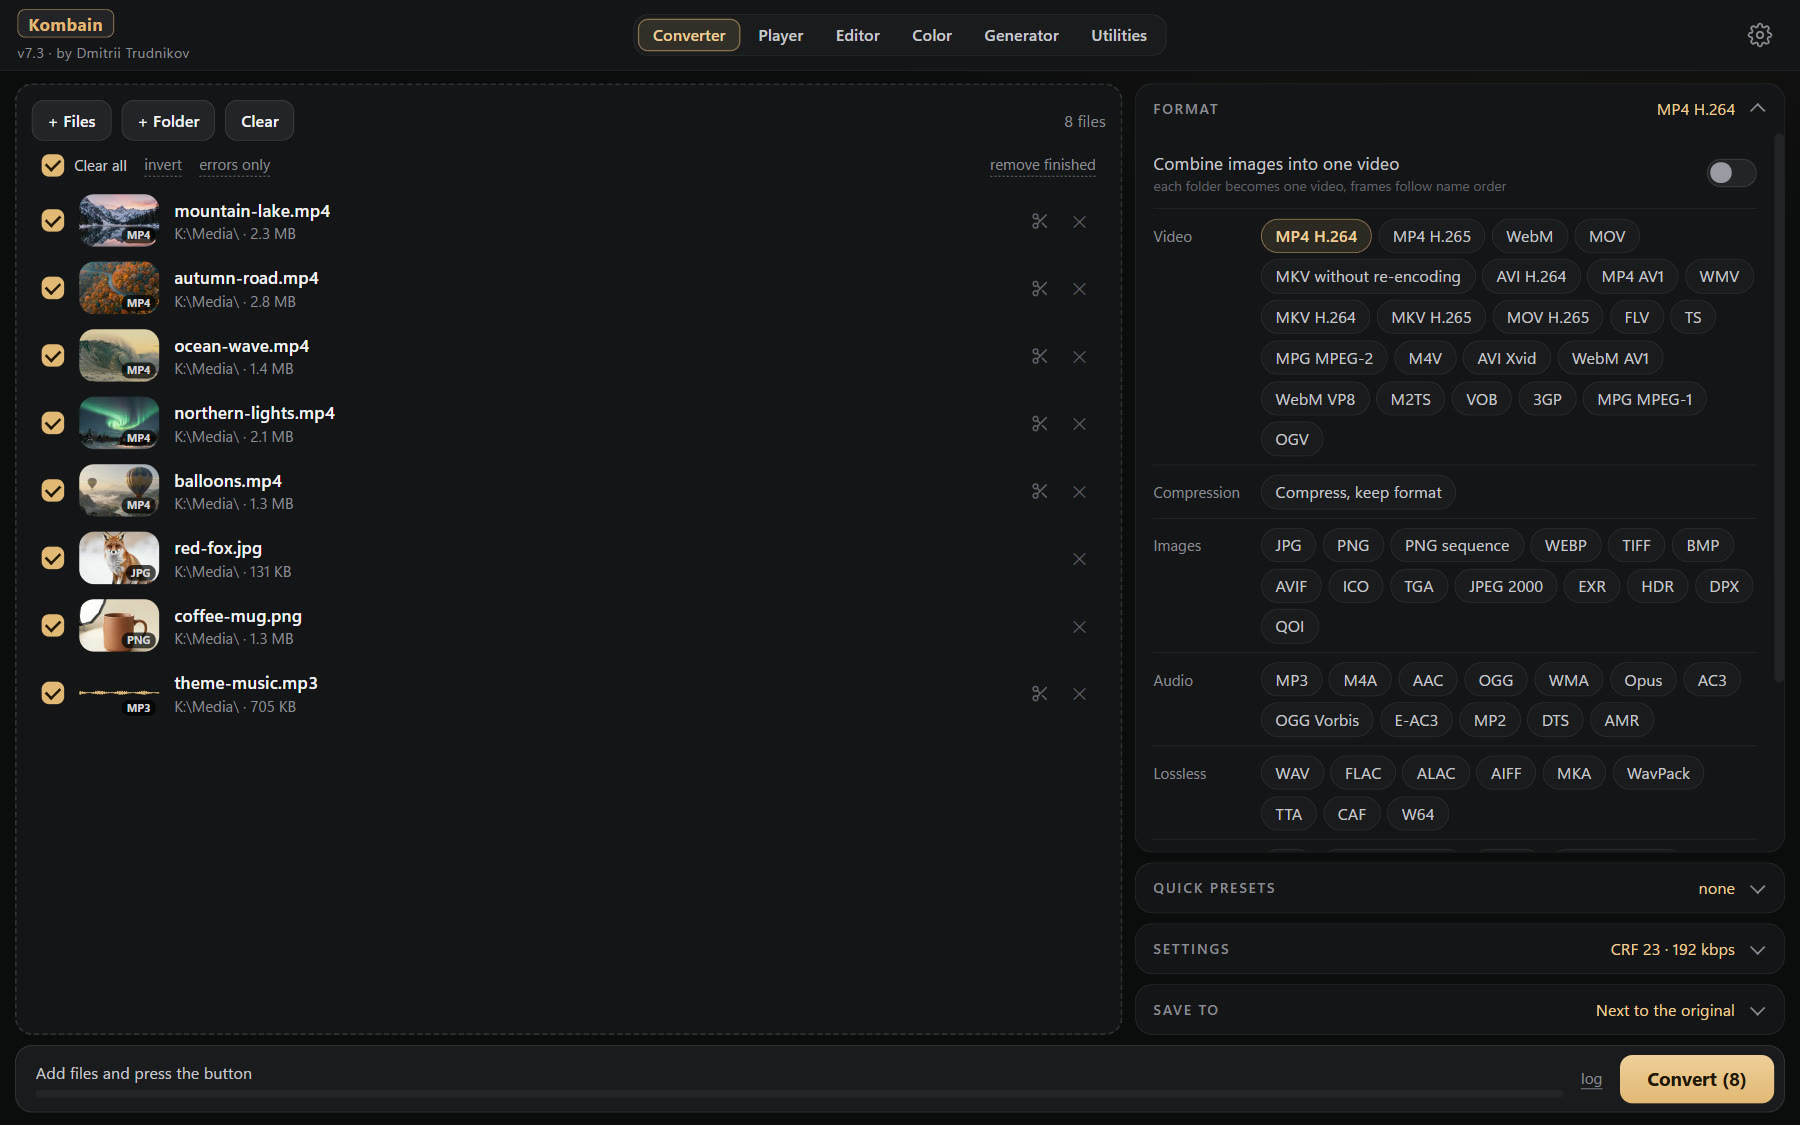 Kombain
v7.3 · by Dmitrii Trudnikov
Converter Player Editor Color Generator Utilities
+ Files + Folder Clear 8 files
Clear all invert errors only remove finished
mountain-lake.mp4
MP4
K:\Media\ · 2.3 MB
autumn-road.mp4
MP4
K:\Media\ · 2.8 MB
ocean-wave.mp4
MP4
K:\Media\ · 1.4 MB
northern-lights.mp4
MP4
K:\Media\ · 2.1 MB
balloons.mp4
MP4
K:\Media\ · 1.3 MB
red-fox.jpg
JPG
K:\Media\ · 131 KB
coffee-mug.png
PNG
K:\Media\ · 1.3 MB
theme-music.mp3
MP3
K:\Media\ · 705 KB
FORMAT MP4 H.264
Combine images into one video
each folder becomes one video, frames follow name order
Video MP4 H.264 MP4 H.265 WebM MOV
MKV without re-encoding AVI H.264 MP4 AV1 WMV
MKV H.264 MKV H.265 MOV H.265 FLV TS
MPG MPEG-2 M4V AVI Xvid WebM AV1
WebM VP8 M2TS VOB 3GP MPG MPEG-1
OGV
Compression Compress, keep format
Images JPG PNG PNG sequence WEBP TIFF BMP
AVIF ICO TGA JPEG 2000 EXR HDR DPX
QOI
Audio MP3 M4A AAC OGG WMA Opus AC3
OGG Vorbis E-AC3 MP2 DTS AMR
Lossless WAV FLAC ALAC AIFF MKA WavPack
TTA CAF W64
QUICK PRESETS none
SETTINGS CRF 23 · 192 kbps
SAVE TO Next to the original
Add files and press the button
log Convert (8)